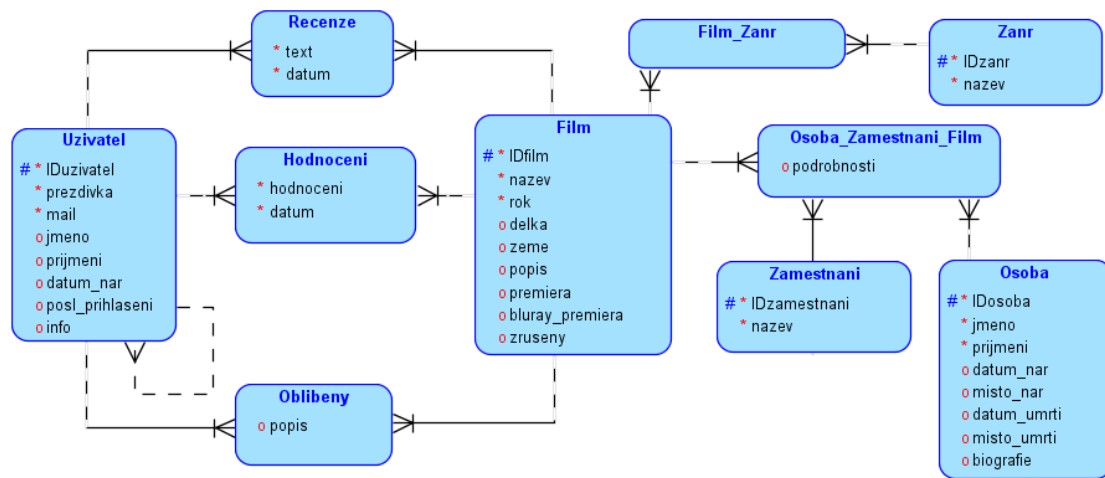 Recenze
* text
* datum
Film_Zanr
Zanr
# * IDzanr
* nazev
Uzivatel
# * IDuzivatel
* prezdivka
* mail
o jmeno
o prijmeni
o datum_nar
o posl_prihlaseni
o info
Hodnoceni
* hodnoceni
* datum
Film
# * IDfilm
* nazev
* rok
o delka
o zeme
o popis
o premiera
o bluray_premiera
o zruseny
Osoba_Zamestnani_Film
o podrobnosti
Zamestnani
# * IDzamestnani
* nazev
Osoba
# * IDosoba
* jmeno
* prijmeni
o datum_nar
o misto_nar
o datum_umrti
o misto_umrti
o biografie
Oblibeny
o popis